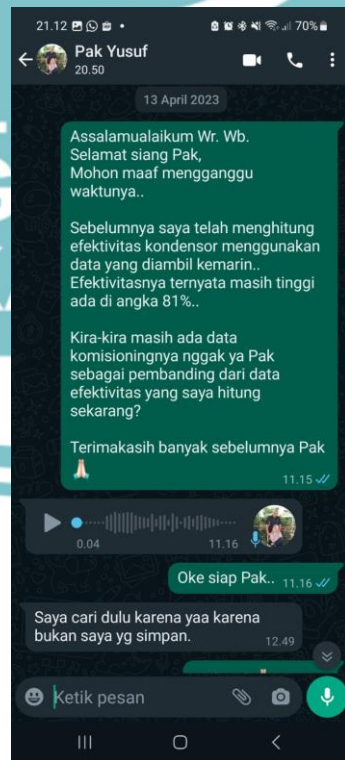 21.12
70%
Pak Yusuf
20.50
13 April 2023
Assalamualaikum Wr. Wb.
Selamat siang Pak,
Mohon maaf mengganggu
waktunya..
Sebelumnya saya telah menghitung
efektivitas kondensor menggunakan
data yang diambil kemarin..
Efektivitasnya ternyata masih tinggi
ada di angka 81%..
Kira-kira masih ada data
komisioningnya nggak ya Pak
sebagai pembanding dari data
efektivitas yang saya hitung
sekarang?
Terimakasih banyak sebelumnya Pak
🙏🏻
11.15
0.04
11.16
Oke siap Pak.. 11.16
Saya cari dulu karena yaa karena
bukan saya yg simpan.
12.49
Ketik pesan